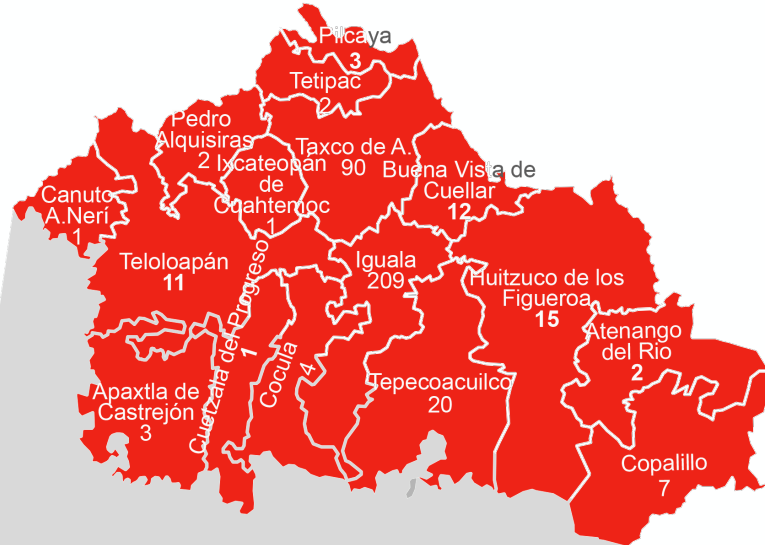 Pilcaya
3
Tetipac
2
Pedro
Alquisiras
2
Ixcateopán
de
Cuahtemoc
1
Taxco de A.
90
Buena Vista de
Cuellar
12
Canuto
A.Nerí
1
Teloloapán
11
Iguala
209
Huitzuco de los
Figueroa
15
Atenango
del Rio
2
Cuetzala del Progreso
1
Cocula
4
Apaxtla de
Castrejón
3
Tepecoacuilco
20
Copalillo
7